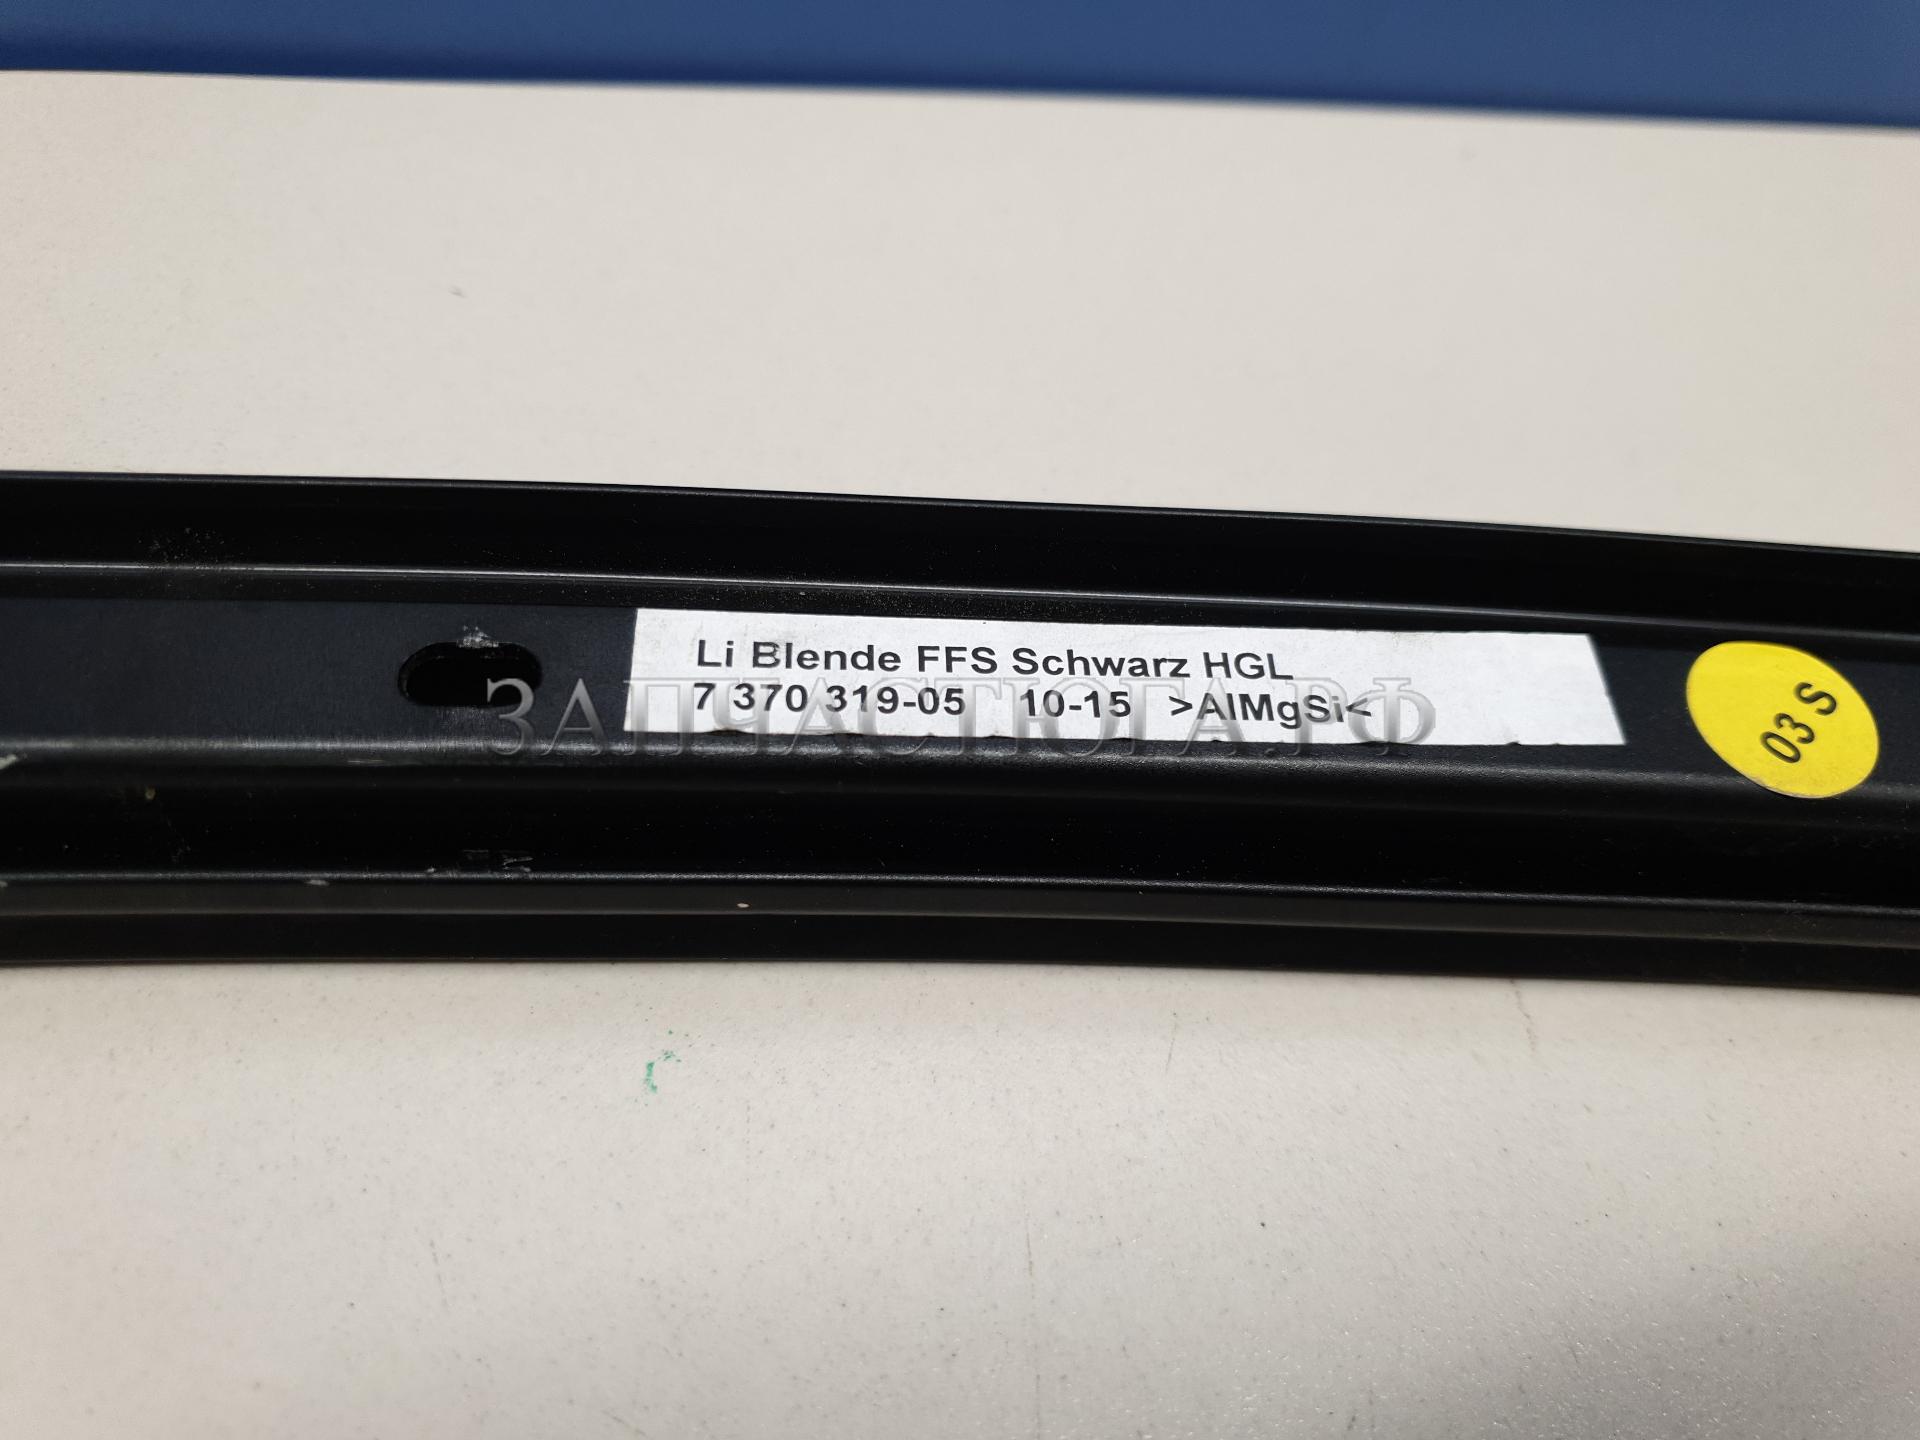 Li Blende FFS Schwarz HGL
7 370 319-05 10-15 >AlMgSi<
ЗАПЧАСТЮГА.РФ
03 S